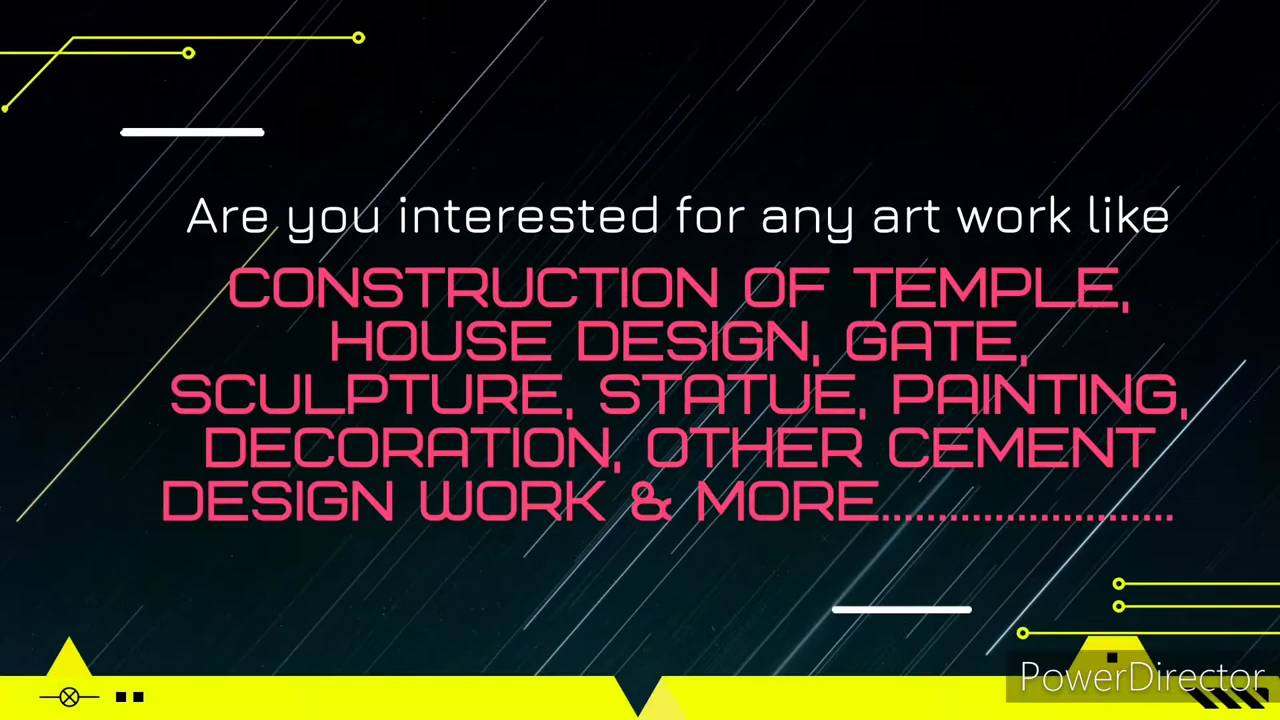 Are you interested for any art work like
CONSTRUCTION OF TEMPLE,
HOUSE DESIGN, GATE,
SCULPTURE, STATUE, PAINTING,
DECORATION, OTHER CEMENT
DESIGN WORK & MORE..........................
PowerDirector